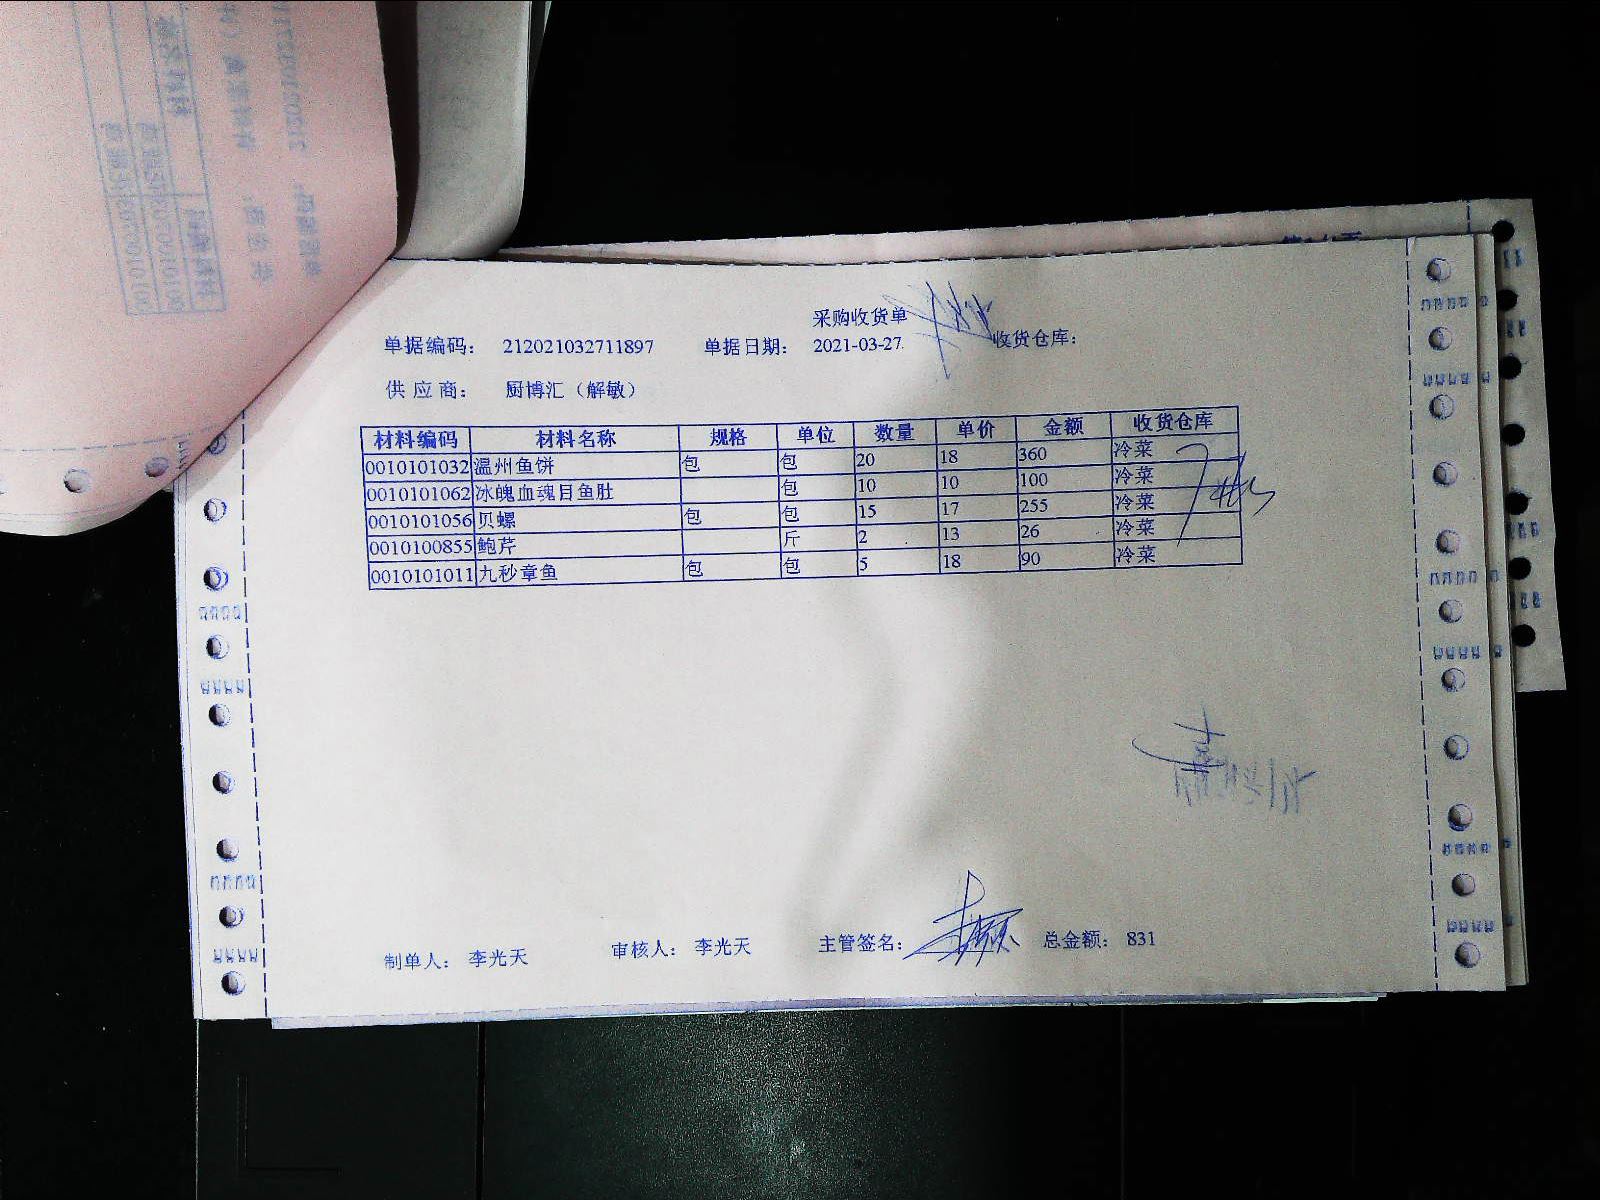 采购收货单
单据编码： 212021032711897 单据日期： 2021-03-27 收货仓库：
供应商： 厨博汇（解敏）
材料编码 材料名称 规格 单位 数量 单价 金额 收货仓库
0010101032 温州鱼饼 包 包 20 18 360 冷菜
0010101062 冰魄血魂目鱼肚 包 10 10 100 冷菜
0010101056 贝螺 包 包 15 17 255 冷菜
0010100855 鲍芹 斤 2 13 26 冷菜
0010101011 九秒章鱼 包 包 5 18 90 冷菜
制单人： 李光天 审核人： 李光天 主管签名： 总金额： 831